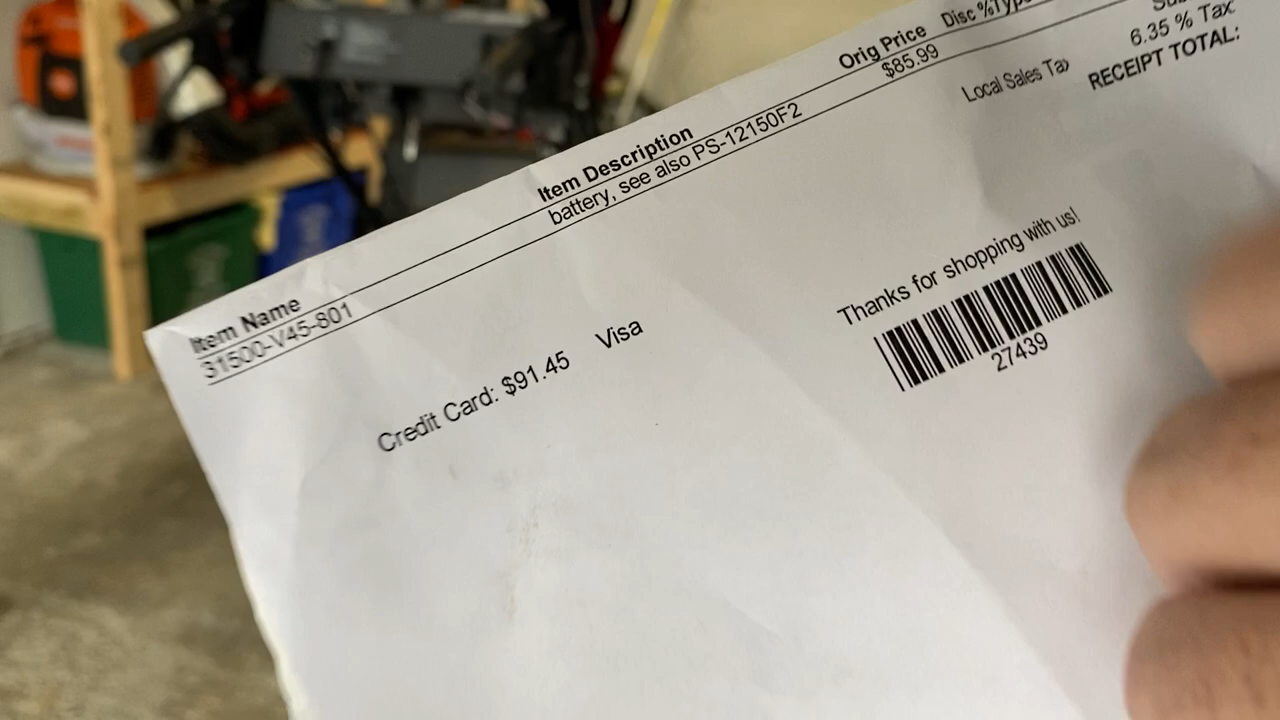 Item Name Item Description Orig Price Disc %
31500-V45-801 battery, see also PS-12150F2 $85.99
Local Sales Tax 6.35 % Tax:
RECEIPT TOTAL:
Credit Card: $91.45 Visa
Thanks for shopping with us!
27439